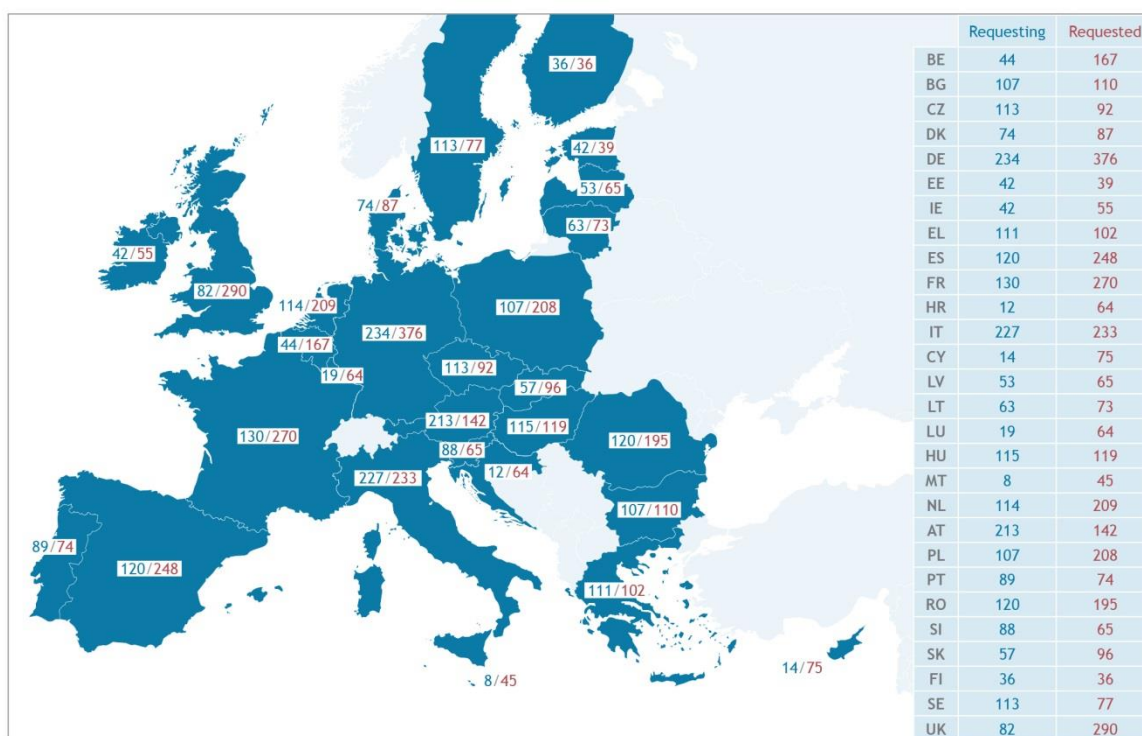 36/36
113/77
42/39
53/65
74/87
63/73
42/55
82/290
114/209
107/208
234/376
44/167
113/92
19/64
57/96
213/142
115/119
130/270
120/195
88/65
12/64
227/233
107/110
89/74
120/248
111/102
14/75
8/45
Requesting Requested
BE 44 167
BG 107 110
CZ 113 92
DK 74 87
DE 234 376
EE 42 39
IE 42 55
EL 111 102
ES 120 248
FR 130 270
HR 12 64
IT 227 233
CY 14 75
LV 53 65
LT 63 73
LU 19 64
HU 115 119
MT 8 45
NL 114 209
AT 213 142
PL 107 208
PT 89 74
RO 120 195
SI 88 65
SK 57 96
FI 36 36
SE 113 77
UK 82 290